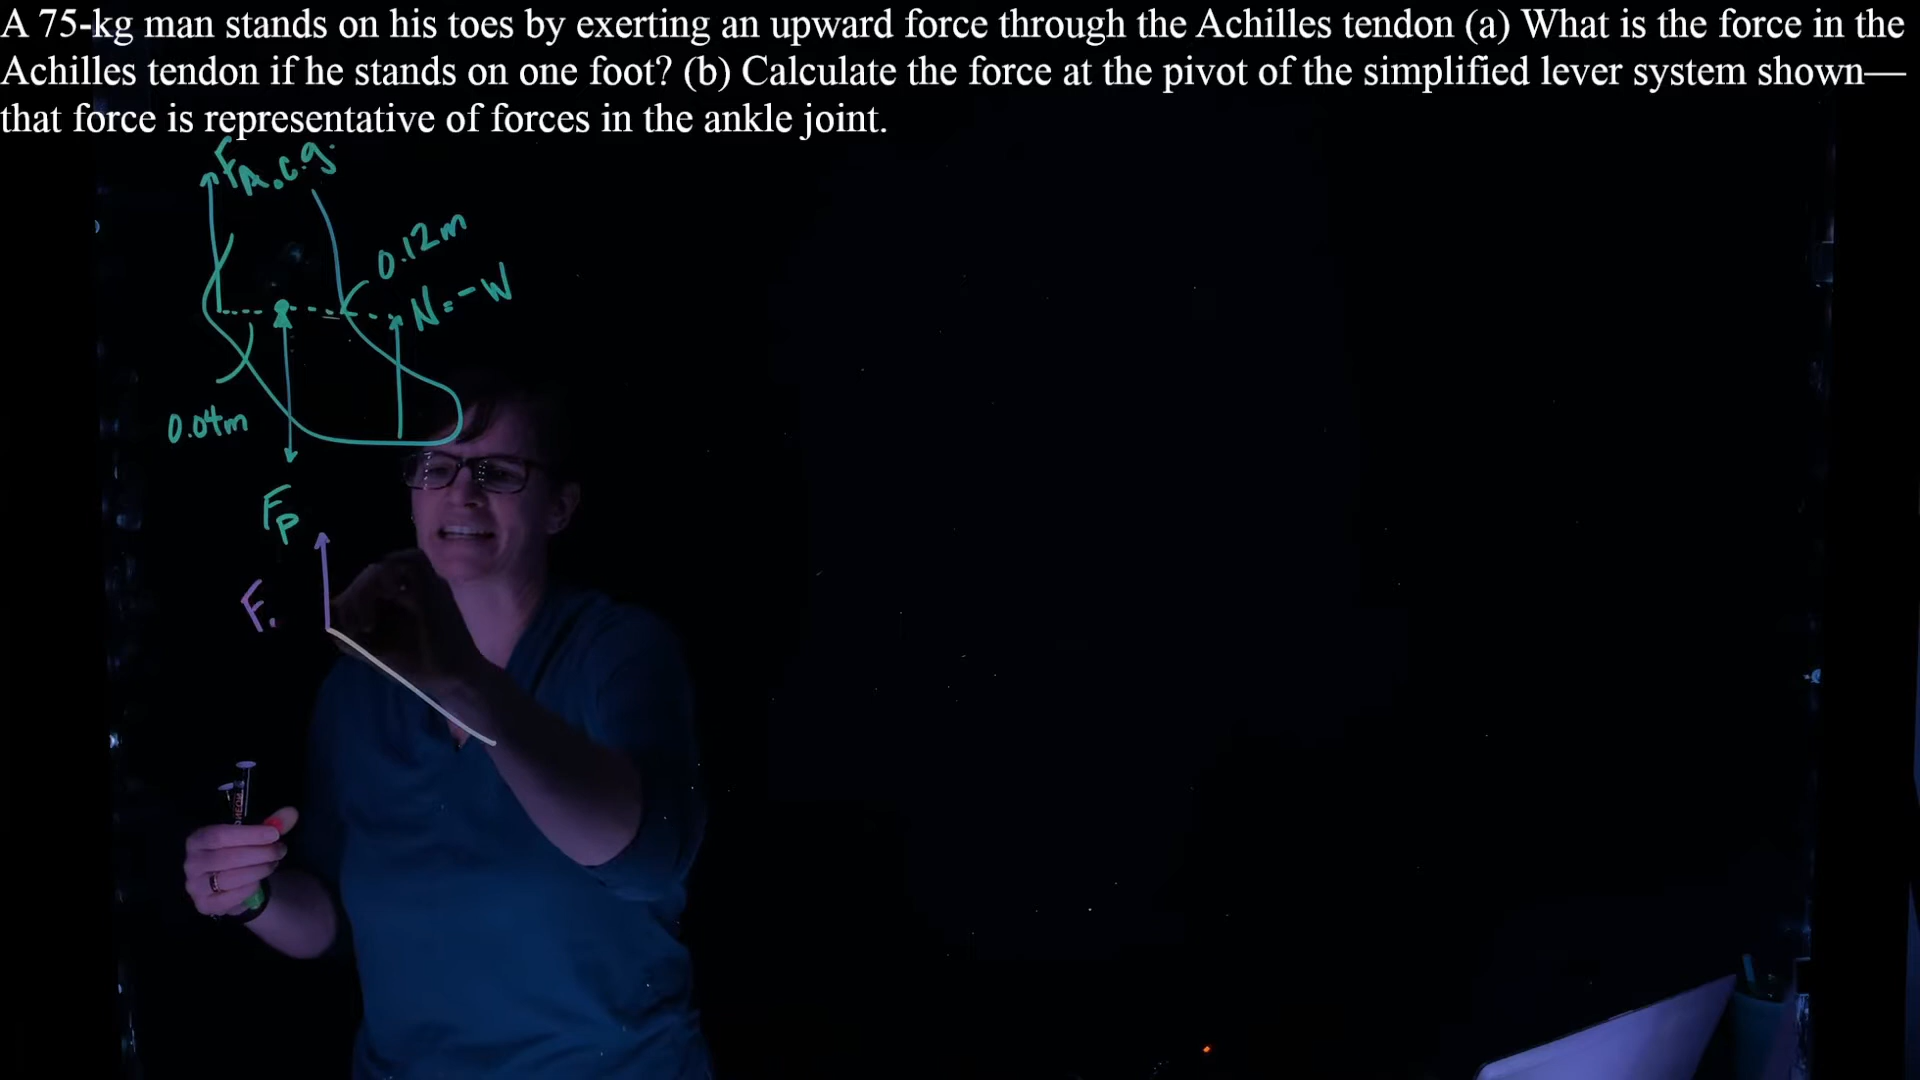 A 75-kg man stands on his toes by exerting an upward force through the Achilles tendon (a) What is the force in the
Achilles tendon if he stands on one foot? (b) Calculate the force at the pivot of the simplified lever system shown—
that force is representative of forces in the ankle joint.
c.g.
0.12m
N=-W
0.04m
Fp
F